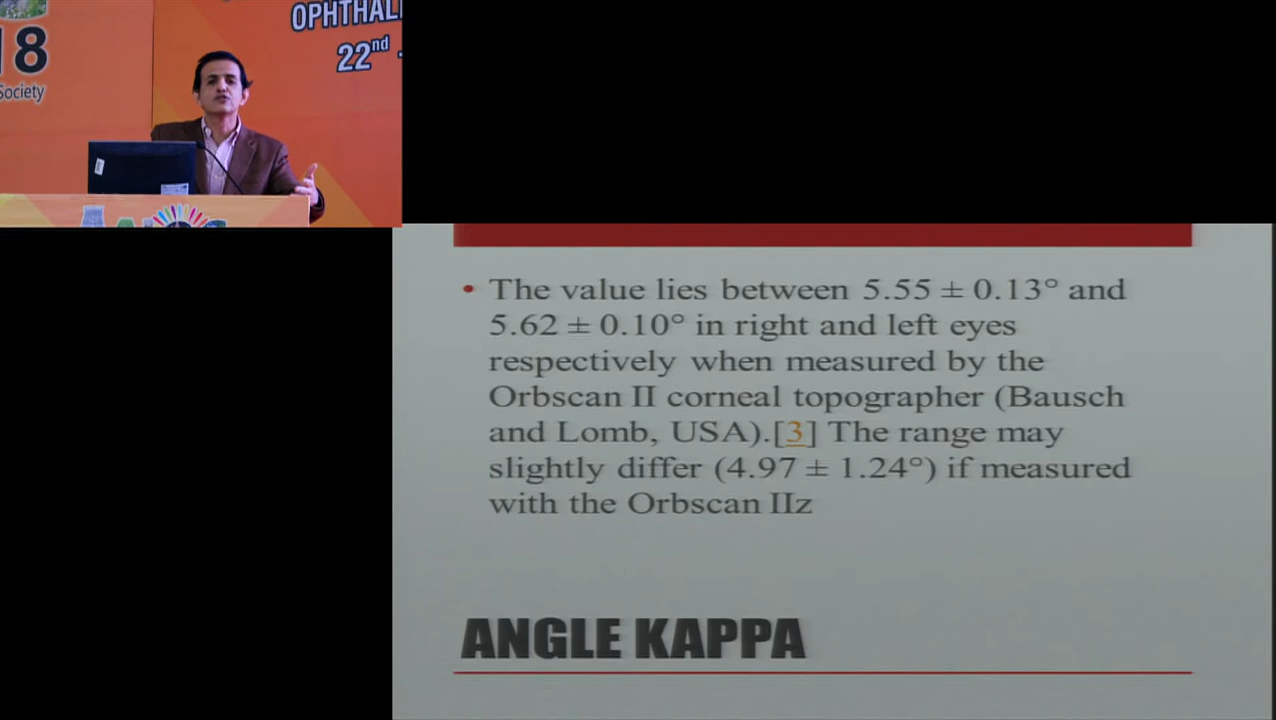 OPHTHAL
22nd -
18
Society
• The value lies between 5.55 ± 0.13° and
5.62 ± 0.10° in right and left eyes
respectively when measured by the
Orbscan II corneal topographer (Bausch
and Lomb, USA).[3] The range may
slightly differ (4.97 ± 1.24°) if measured
with the Orbscan IIz
ANGLE KAPPA